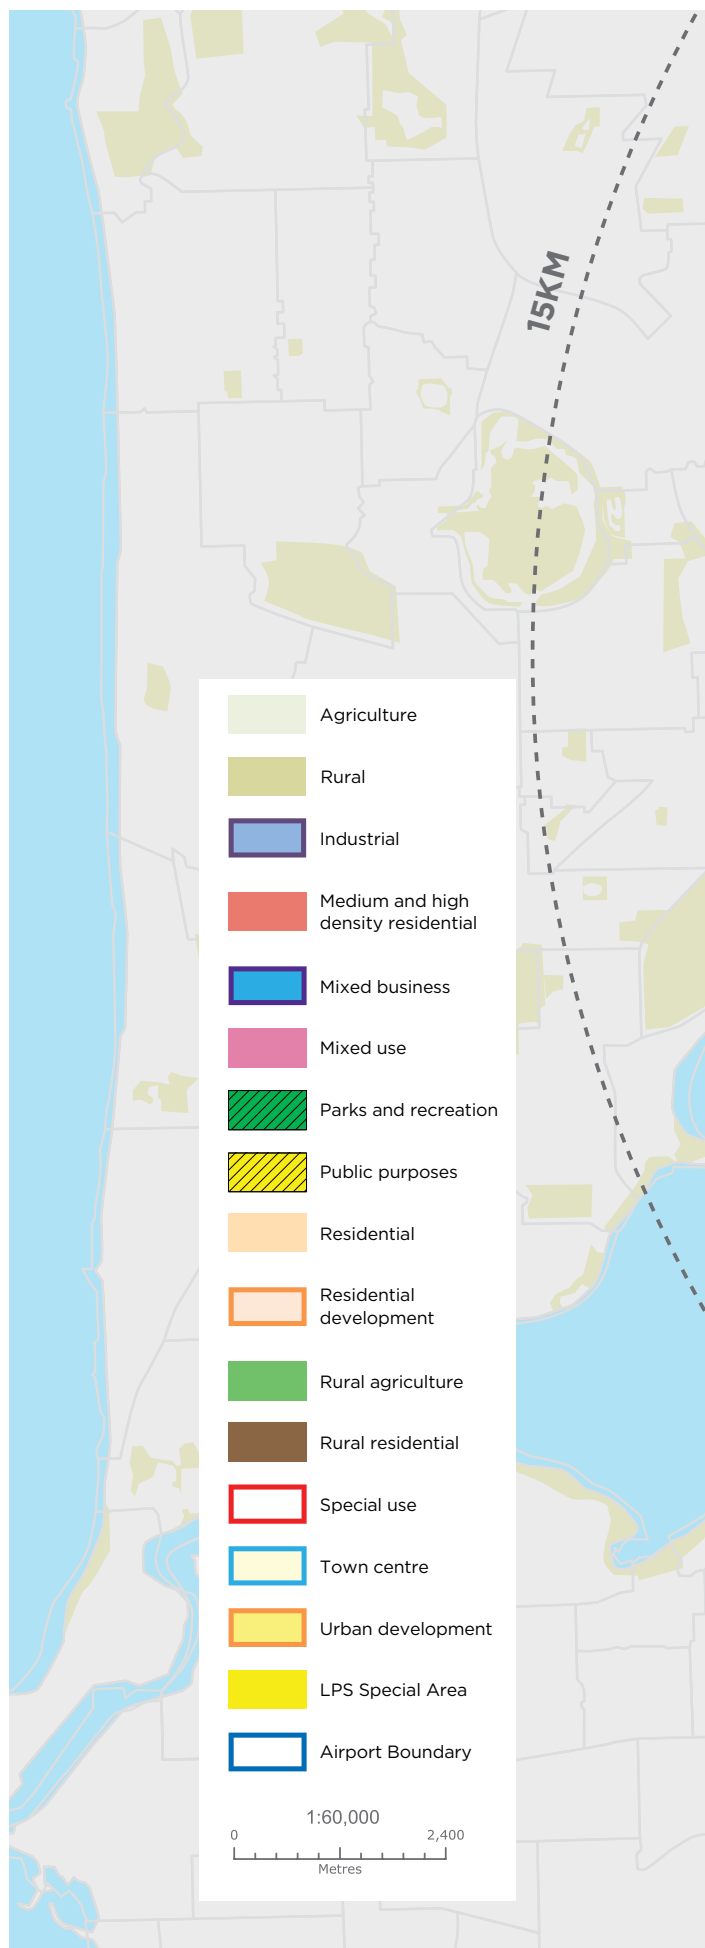 15KM
Agriculture
Rural
Industrial
Medium and high
density residential
Mixed business
Mixed use
Parks and recreation
Public purposes
Residential
Residential
development
Rural agriculture
Rural residential
Special use
Town centre
Urban development
LPS Special Area
Airport Boundary
1:60,000
0 2,400
Metres